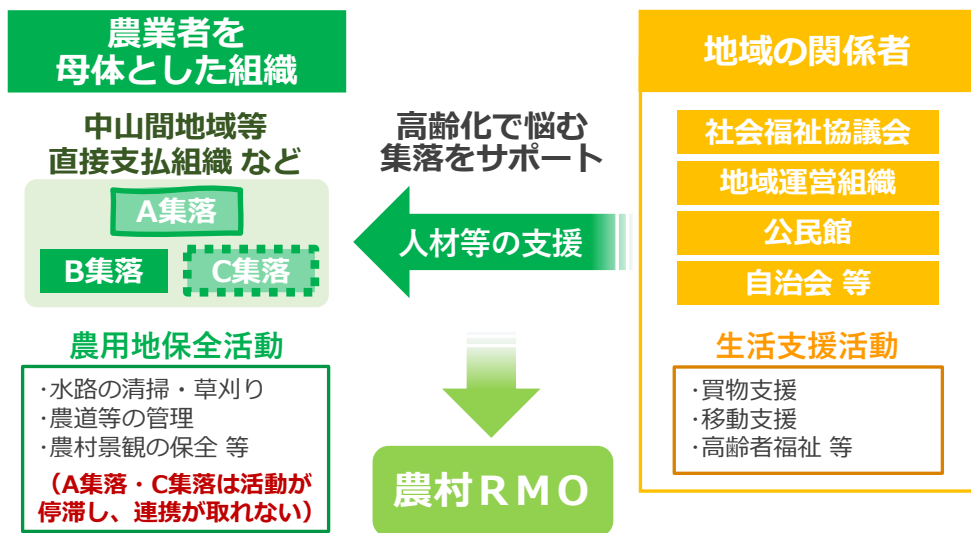 農業者を
母体とした組織
中山間地域等
直接支払組織 など
A集落
B集落
C集落
農用地保全活動
･水路の清掃・草刈り
･農道等の管理
･農村景観の保全 等
（A集落・C集落は活動が
停滞し、連携が取れない）
高齢化で悩む
集落をサポート
人材等の支援
農村ＲＭＯ
地域の関係者
社会福祉協議会
地域運営組織
公民館
自治会 等
生活支援活動
･買物支援
･移動支援
･高齢者福祉 等